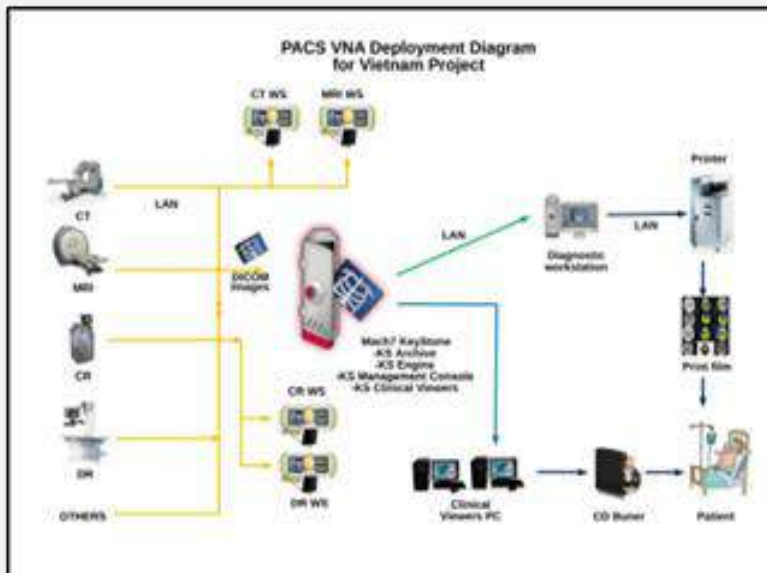 PACS VNA Deployment Diagram
for Vietnam Project
CT WS
MRI WS
CT
LAN
MRI
DICOM
Images
CR
DR
OTHERS
CR WS
DR WS
Mach7 KeyStone
-KS Archive
-KS Engine
-KS Management Console
-KS Clinical Viewers
LAN
Diagnostic
workstation
LAN
Printer
Print film
Clinical
Viewers PC
CD Buner
Patient